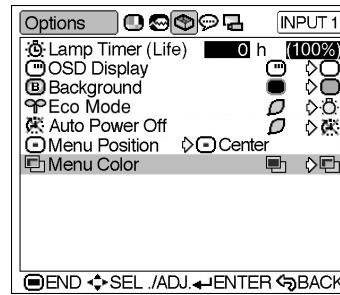 Options INPUT 1
Lamp Timer (Life) 0 h (100%)
OSD Display
B Background
Eco Mode
Auto Power Off
Menu Position Center
Menu Color
END SEL ./ADJ. ENTER BACK